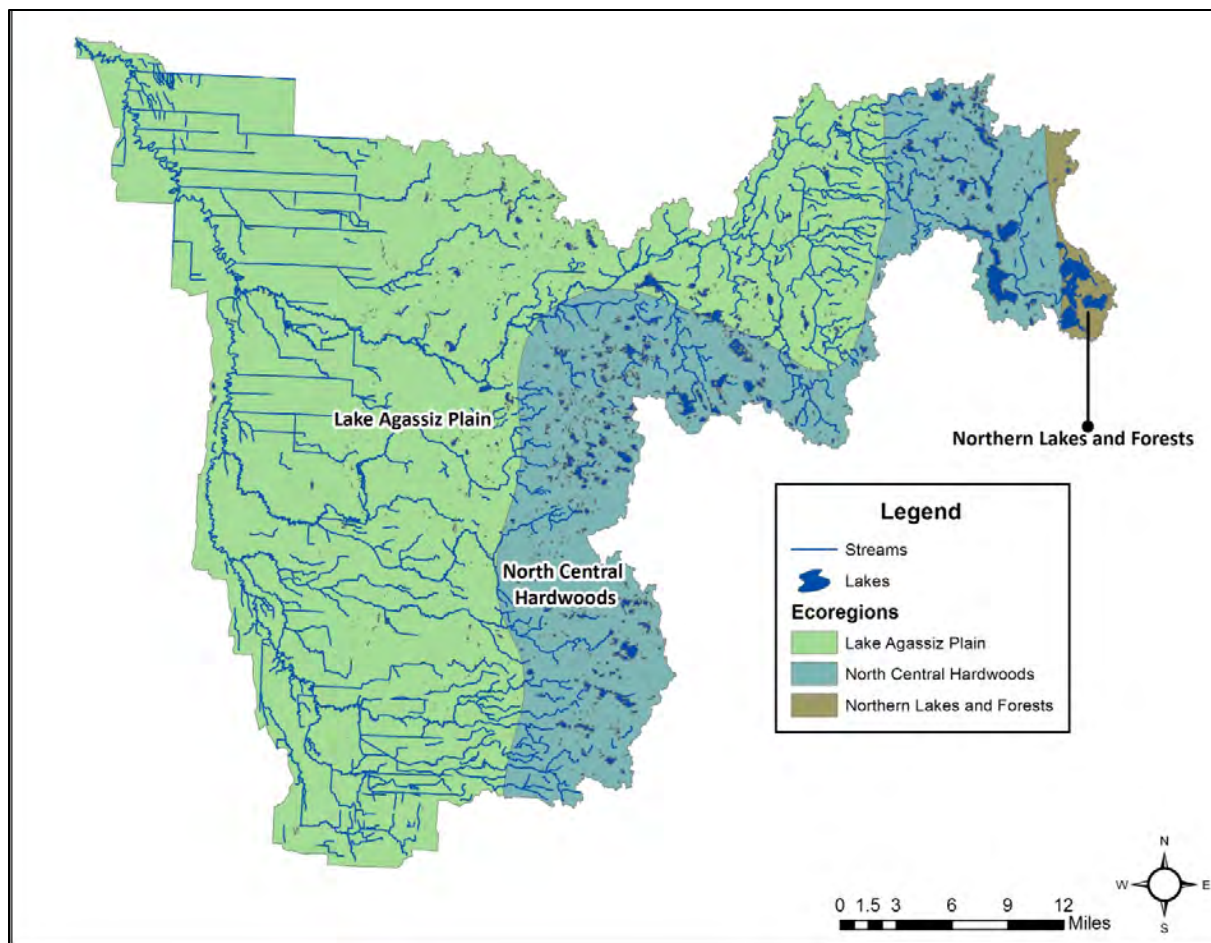 Lake Agassiz Plain
Northern Lakes and Forests
North Central
Hardwoods
Legend
Streams
Lakes
Ecoregions
Lake Agassiz Plain
North Central Hardwoods
Northern Lakes and Forests
N
W E
S
0 1.5 3 6 9 12
Miles